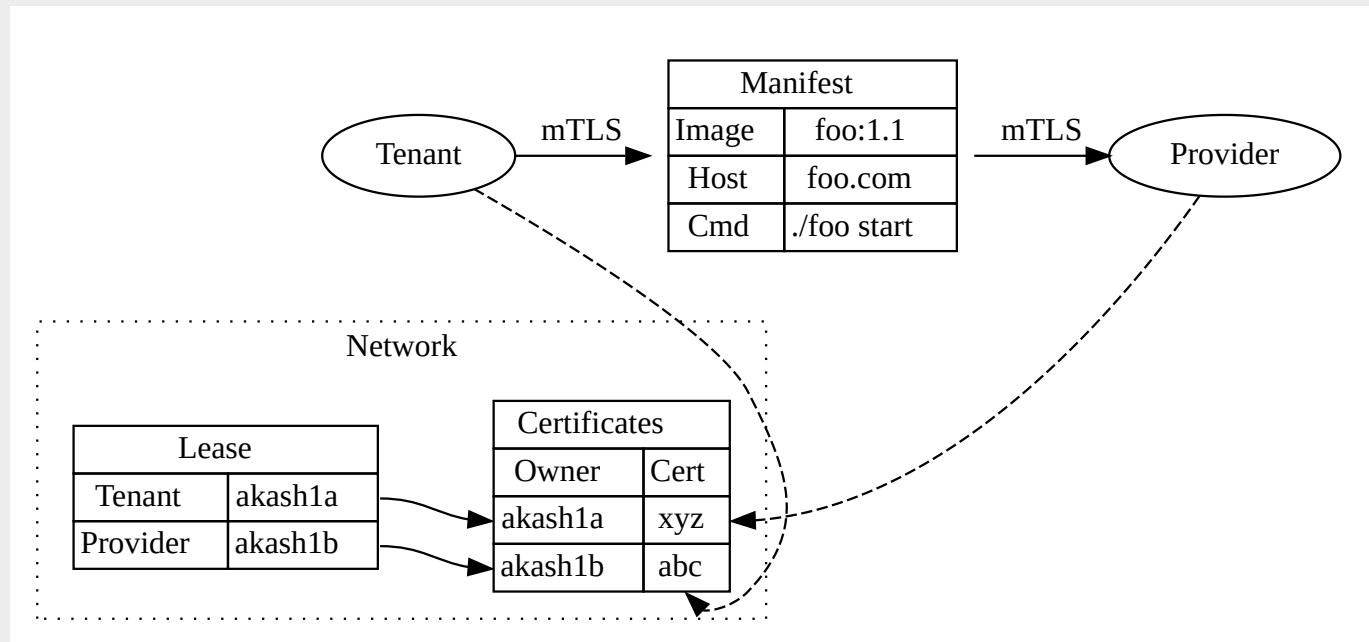 Manifest
mTLS
mTLS
Image foo:1.1
Tenant
Provider
Host foo.com
Cmd ./foo start
Network
Certificates
Lease
Owner Cert
Tenant akash1a
akash1a xyz
Provider akash1b
akash1b abc